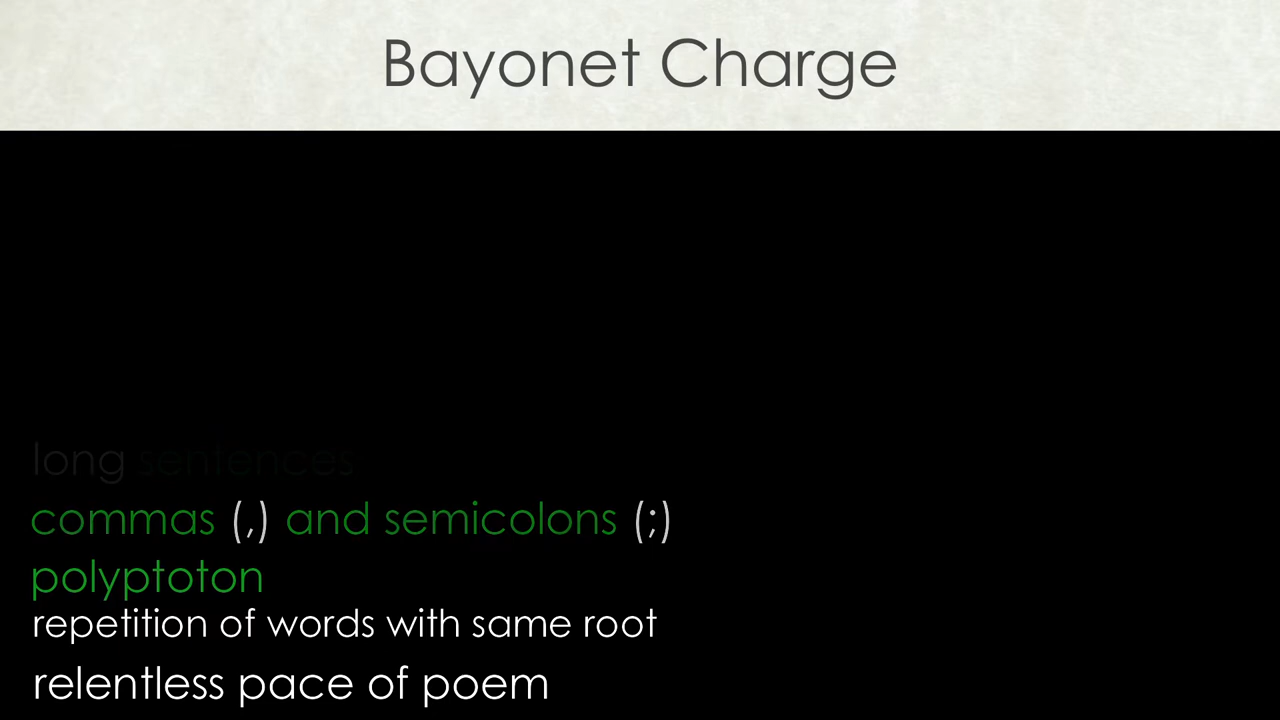 Bayonet Charge
long sentences
commas (,) and semicolons (;)
polyptoton
repetition of words with same root
relentless pace of poem